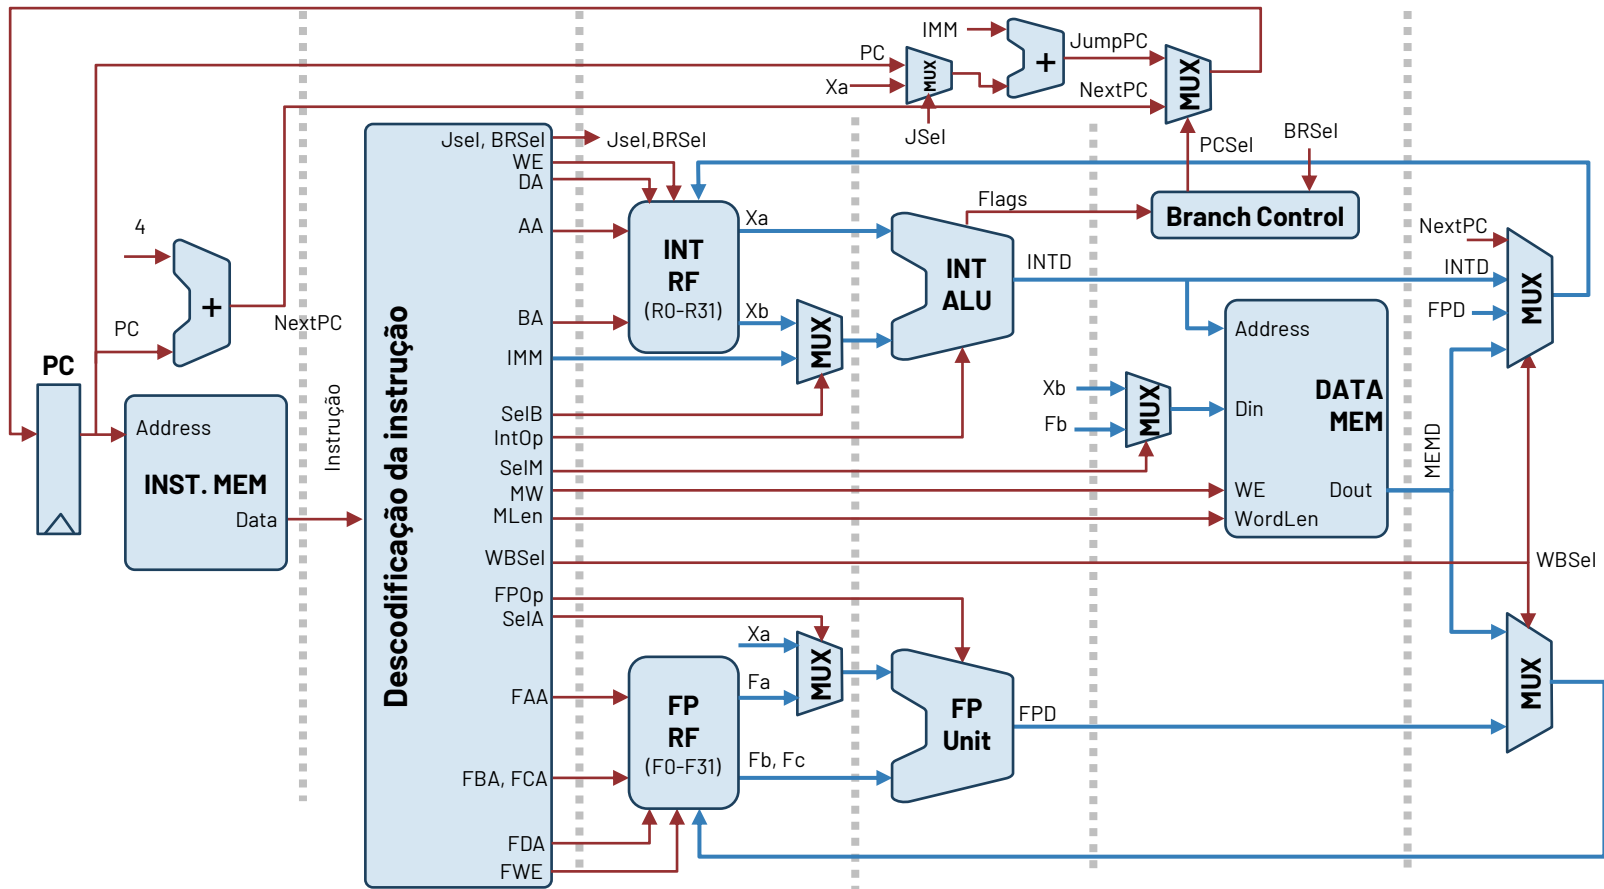 IMM
JumpPC
PC
MUX
+
MUX
Xa
NextPC
JSel
PCSel
BRSel
Jsel, BRSel
Jsel,BRSel
WE
DA
Flags
Branch Control
4
AA
Xa
INT
RF
(R0-R31)
INT
ALU
INTD
NextPC
INTD
FPD
MUX
+
PC
NextPC
BA
Xb
IMM
MUX
Address
PC
Address
INST. MEM
Data
Instrução
Descodificação da instrução
SelB
IntOp
SelM
MW
MLen
WBSel
FPOp
SelA
Xb
Fb
MUX
Din
DATA
MEM
WE
Dout
WordLen
MEMD
WBSel
Xa
MUX
Fa
FAA
FP
RF
(F0-F31)
FP
Unit
FPD
MUX
FBA, FCA
Fb, Fc
FDA
FWE